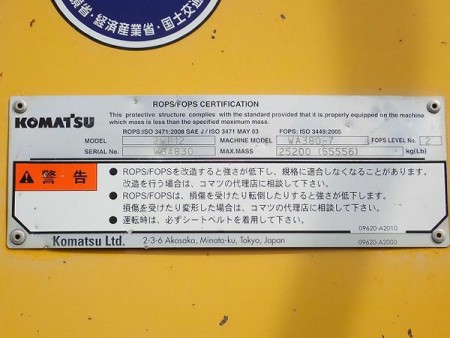 省・経済産業省・国土交
ROPS/FOPS CERTIFICATION
KOMATSU
This protective structure complies with the standard provided that it is properly equipped on the machine
which mass is less than the specified maximum mass.
ROPS:ISO 3471:2008 SAE J/ISO 3471 MAY 03 FOPS: ISO 3449:2005
MODEL MACHINE MODEL WA380-7 FOPS LEVEL No. 2
SERIAL No. MAX.MASS 25200 (55556) kg(Lb)
警告
● ROPS/FOPSを改造すると強さが低下し、規格に適合しなくなることがあります。
改造を行う場合は、コマツの代理店に相談して下さい。
● ROPS/FOPSは、損傷を受けたり転倒したりすると強さが低下します。
損傷を受けたり変形した場合は、コマツの代理店に相談して下さい。
● 運転時は、必ずシートベルトを着用して下さい。
09620-A2010
Komatsu Ltd. 2-3-6 Akasaka, Minato-ku, Tokyo, Japan 09620-A2000